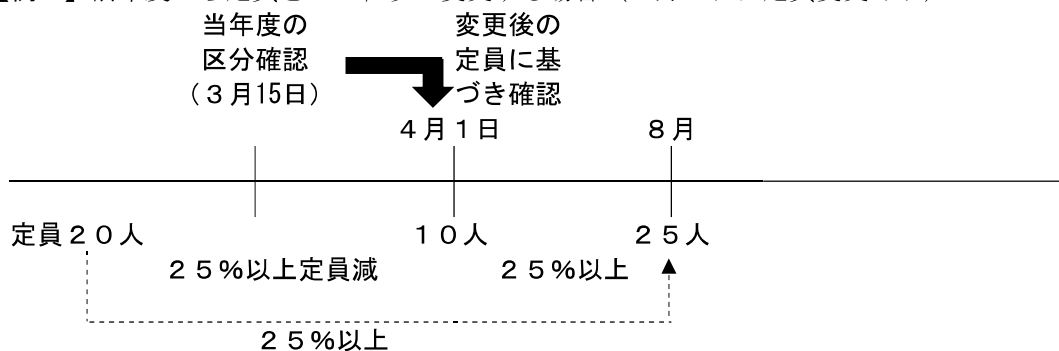 当年度の
区分確認
（３月15日）
変更後の
定員に基
づき確認
４月１日
８月
定員２０人
１０人
２５人
２５％以上定員減
２５％以上
２５％以上